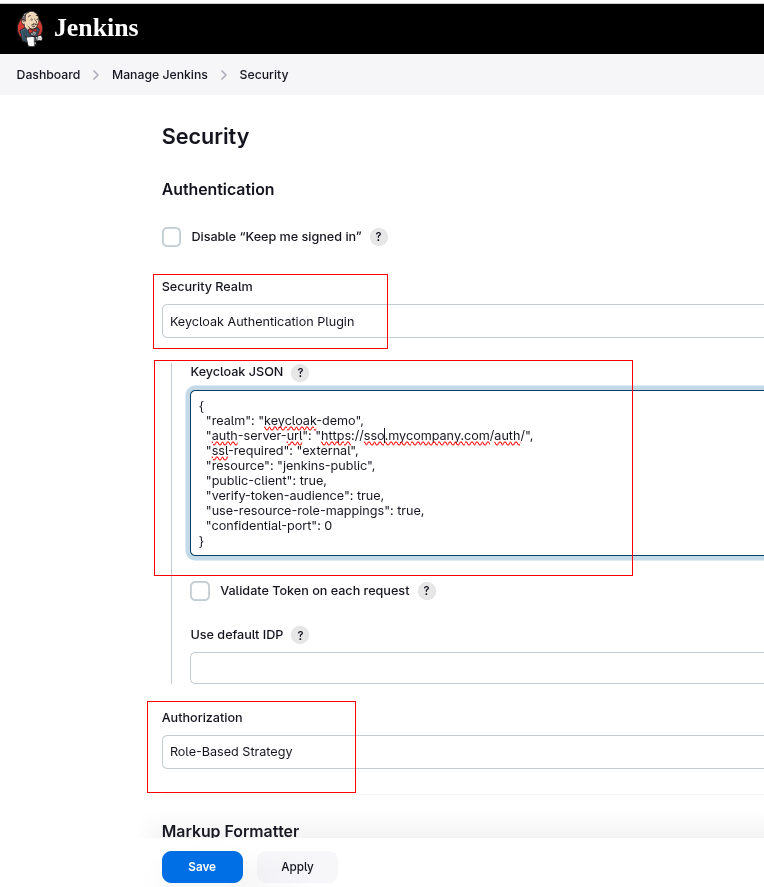 Jenkins
Dashboard > Manage Jenkins > Security
Security
Authentication
Disable “Keep me signed in” ?
Security Realm
Keycloak Authentication Plugin
Keycloak JSON ?
{
"realm": "keycloak-demo",
"auth-server-url": "https://sso.mycompany.com/auth/",
"ssl-required": "external",
"resource": "jenkins-public",
"public-client": true,
"verify-token-audience": true,
"use-resource-role-mappings": true,
"confidential-port": 0
}
Validate Token on each request ?
Use default IDP ?
Authorization
Role-Based Strategy
Markup Formatter
Save Apply